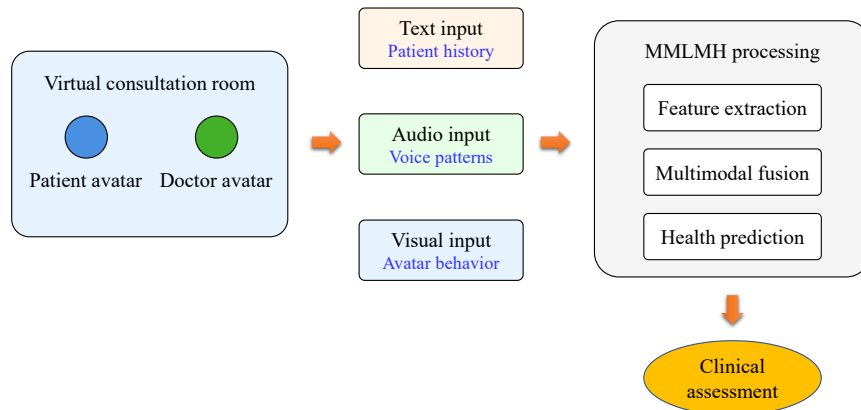 Virtual consultation room
Patient avatar
Doctor avatar
Text input
Patient history
Audio input
Voice patterns
Visual input
Avatar behavior
MMLMH processing
Feature extraction
Multimodal fusion
Health prediction
Clinical
assessment